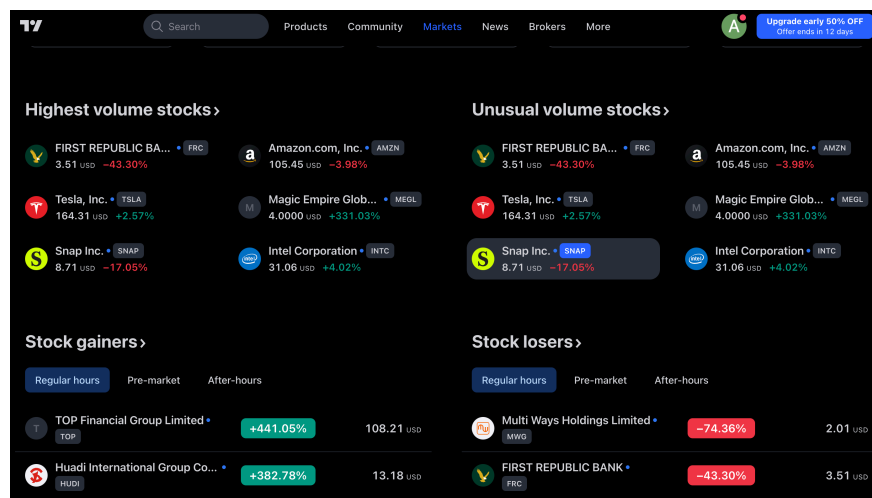 Search
Products
Community
Markets
News
Brokers
More
A
Upgrade early 50% OFF
Offer ends in 12 days
Highest volume stocks
FIRST REPUBLIC BA... FRC
3.51 USD −43.30%
Amazon.com, Inc. AMZN
105.45 USD −3.98%
Tesla, Inc. TSLA
164.31 USD +2.57%
M
Magic Empire Glob... MEGL
4.0000 USD +331.03%
S
Snap Inc. SNAP
8.71 USD −17.05%
intel
Intel Corporation INTC
31.06 USD +4.02%
Unusual volume stocks
FIRST REPUBLIC BA... FRC
3.51 USD −43.30%
Amazon.com, Inc. AMZN
105.45 USD −3.98%
Tesla, Inc. TSLA
164.31 USD +2.57%
M
Magic Empire Glob... MEGL
4.0000 USD +331.03%
S
Snap Inc. SNAP
8.71 USD −17.05%
intel
Intel Corporation INTC
31.06 USD +4.02%
Stock gainers
Regular hours
Pre-market
After-hours
T
TOP Financial Group Limited
TOP
+441.05%
108.21 USD
Huadi International Group Co...
HUDI
+382.78%
13.18 USD
Stock losers
Regular hours
Pre-market
After-hours
Multi Ways Holdings Limited
MWG
−74.36%
2.01 USD
FIRST REPUBLIC BANK
FRC
−43.30%
3.51 USD